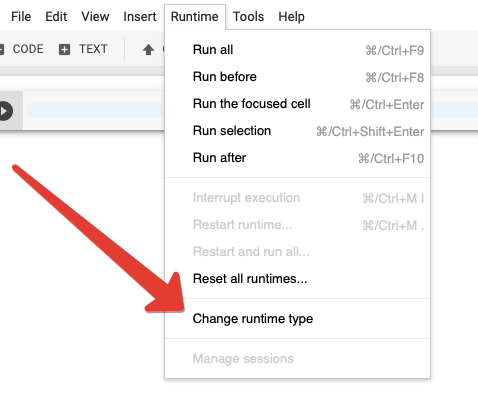 File Edit View Insert Runtime Tools Help
CODE TEXT
Run all ⌘/Ctrl+F9
Run before ⌘/Ctrl+F8
Run the focused cell ⌘/Ctrl+Enter
Run selection ⌘/Ctrl+Shift+Enter
Run after ⌘/Ctrl+F10
Interrupt execution ⌘/Ctrl+M I
Restart runtime... ⌘/Ctrl+M .
Restart and run all...
Reset all runtimes...
Change runtime type
Manage sessions